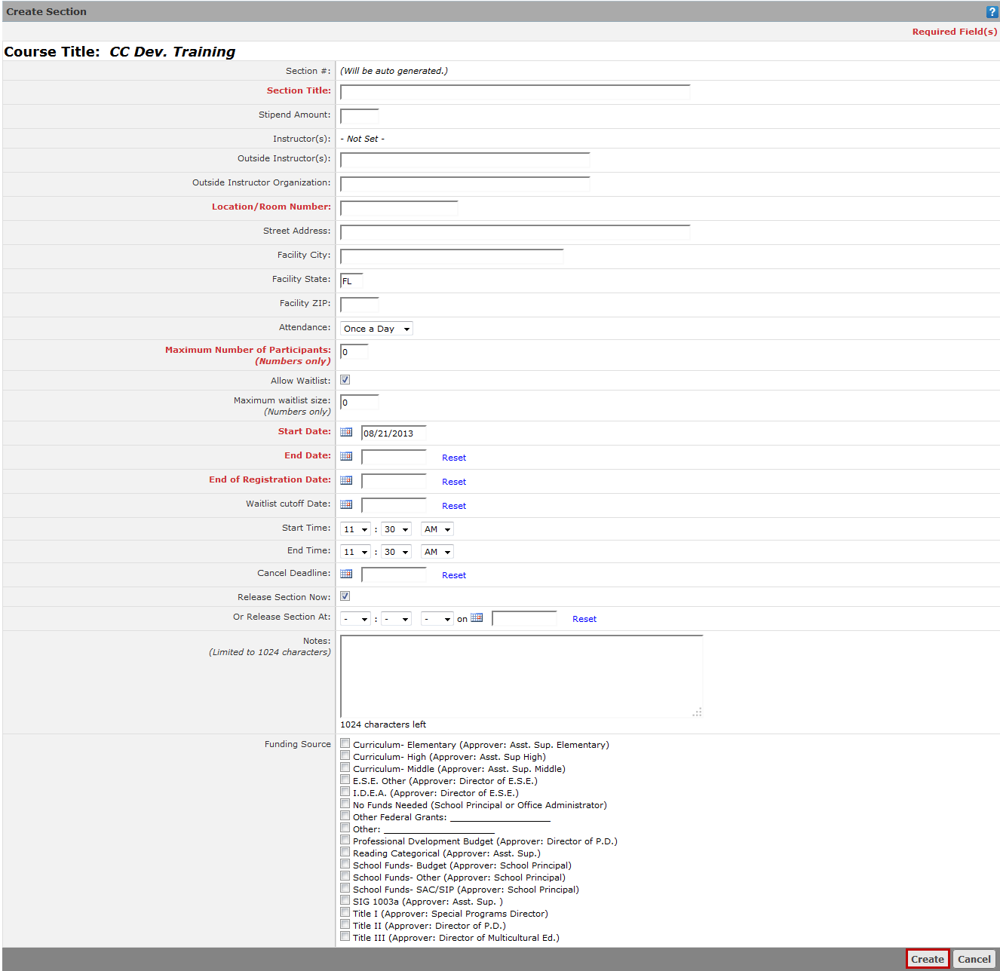 Create Section
?
Required Field(s)
Course Title: CC Dev. Training
Section #: (Will be auto generated.)
Section Title:
Stipend Amount:
Instructor(s): - Not Set -
Outside Instructor(s):
Outside Instructor Organization:
Location/Room Number:
Street Address:
Facility City:
Facility State: FL
Facility ZIP:
Attendance: Once a Day
Maximum Number of Participants: 0
(Numbers only)
Allow Waitlist:
Maximum waitlist size: 0
(Numbers only)
Start Date: 08/21/2013
End Date: Reset
End of Registration Date: Reset
Waitlist cutoff Date: Reset
Start Time: 11 : 30 AM
End Time: 11 : 30 AM
Cancel Deadline: Reset
Release Section Now:
Or Release Section At: - : - - on Reset
Notes:
(Limited to 1024 characters)
1024 characters left
Funding Source
Curriculum- Elementary (Approver: Asst. Sup. Elementary)
Curriculum- High (Approver: Asst. Sup High)
Curriculum- Middle (Approver: Asst. Sup. Middle)
E.S.E. Other (Approver: Director of E.S.E.)
I.D.E.A. (Approver: Director of E.S.E.)
No Funds Needed (School Principal or Office Administrator)
Other Federal Grants: ___________________
Other: _____________________
Professional Dvelopment Budget (Approver: Director of P.D.)
Reading Categorical (Approver: Asst. Sup.)
School Funds- Budget (Approver: School Principal)
School Funds- Other (Approver: School Principal)
School Funds- SAC/SIP (Approver: School Principal)
SIG 1003a (Approver: Asst. Sup. )
Title I (Approver: Special Programs Director)
Title II (Approver: Director of P.D.)
Title III (Approver: Director of Multicultural Ed.)
Create Cancel